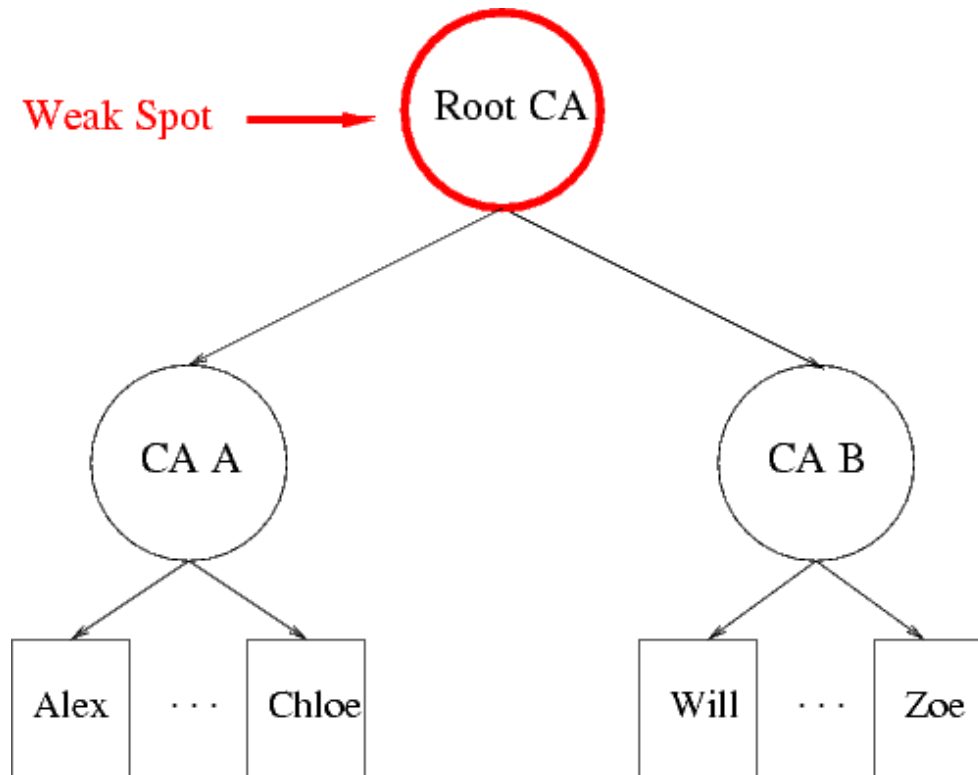 Weak Spot
Root CA
CA A
CA B
Alex
. . .
Chloe
Will
. . .
Zoe